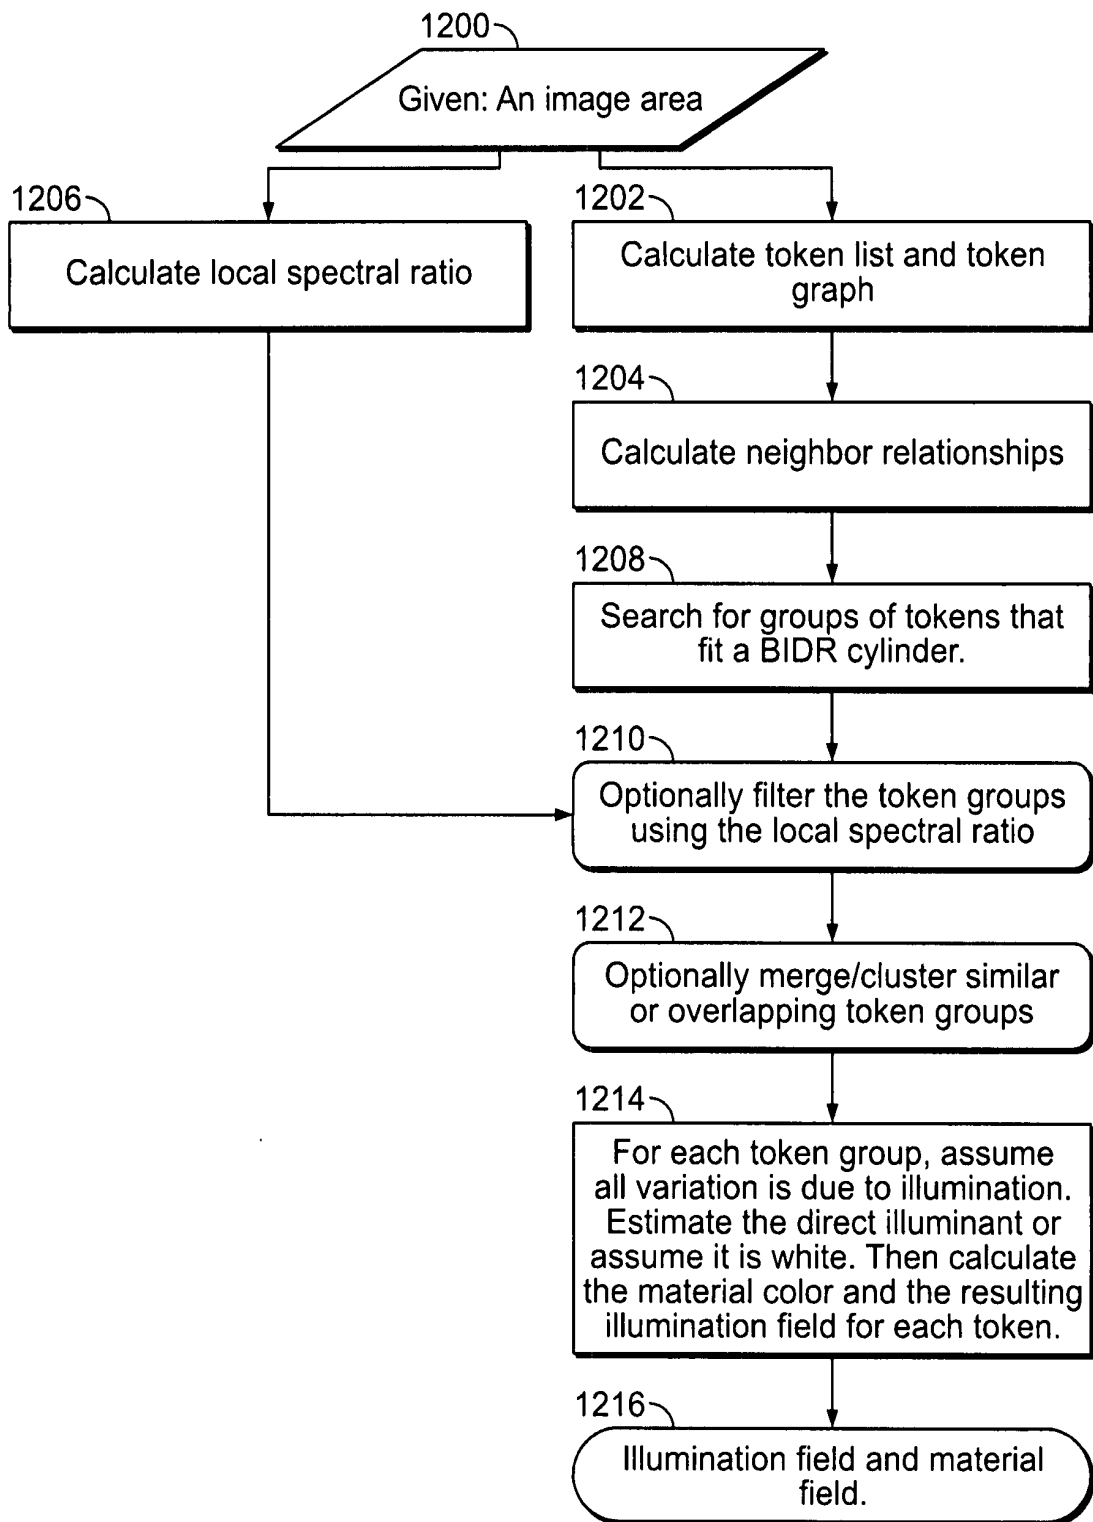 1200
Given: An image area
1206
Calculate local spectral ratio
1202
Calculate token list and token
graph
1204
Calculate neighbor relationships
1208
Search for groups of tokens that
fit a BIDR cylinder.
1210
Optionally filter the token groups
using the local spectral ratio
1212
Optionally merge/cluster similar
or overlapping token groups
1214
For each token group, assume
all variation is due to illumination.
Estimate the direct illuminant or
assume it is white. Then calculate
the material color and the resulting
illumination field for each token.
1216
Illumination field and material
field.